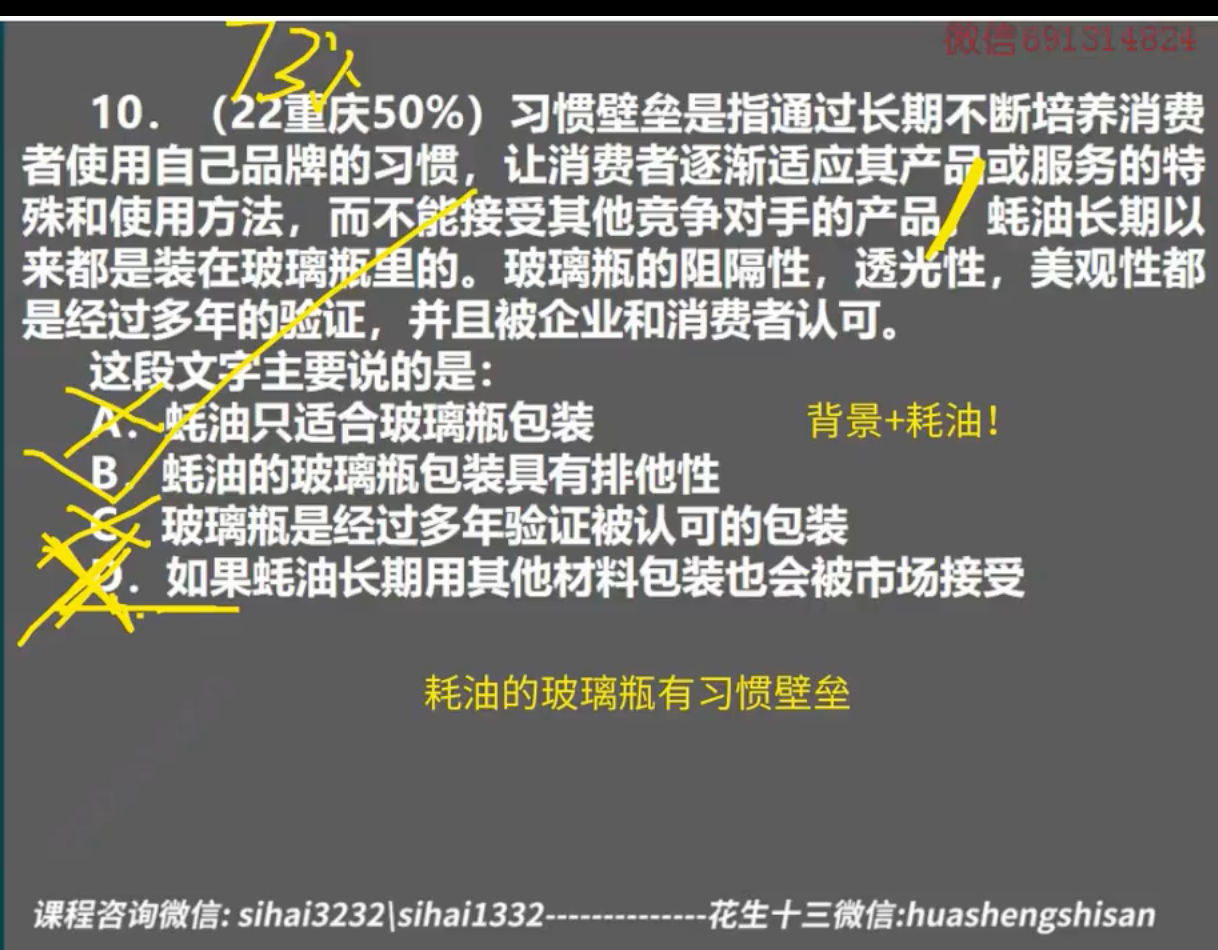 微信691314824
73%
10. （22重庆50%）习惯壁垒是指通过长期不断培养消费
者使用自己品牌的习惯，让消费者逐渐适应其产品或服务的特
殊和使用方法，而不能接受其他竞争对手的产品，蚝油长期以
来都是装在玻璃瓶里的。玻璃瓶的阻隔性，透光性，美观性都
是经过多年的验证，并且被企业和消费者认可。
这段文字主要说的是：
A. 蚝油只适合玻璃瓶包装
背景+耗油！
B. 蚝油的玻璃瓶包装具有排他性
C. 玻璃瓶是经过多年验证被认可的包装
D. 如果蚝油长期用其他材料包装也会被市场接受
耗油的玻璃瓶有习惯壁垒
课程咨询微信: sihai3232\sihai1332--------------花生十三微信:huashengshisan